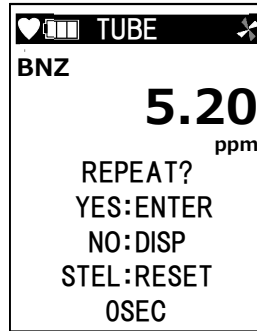 TUBE
BNZ
5.20
ppm
REPEAT?
YES:ENTER
NO:DISP
STEL:RESET
0SEC